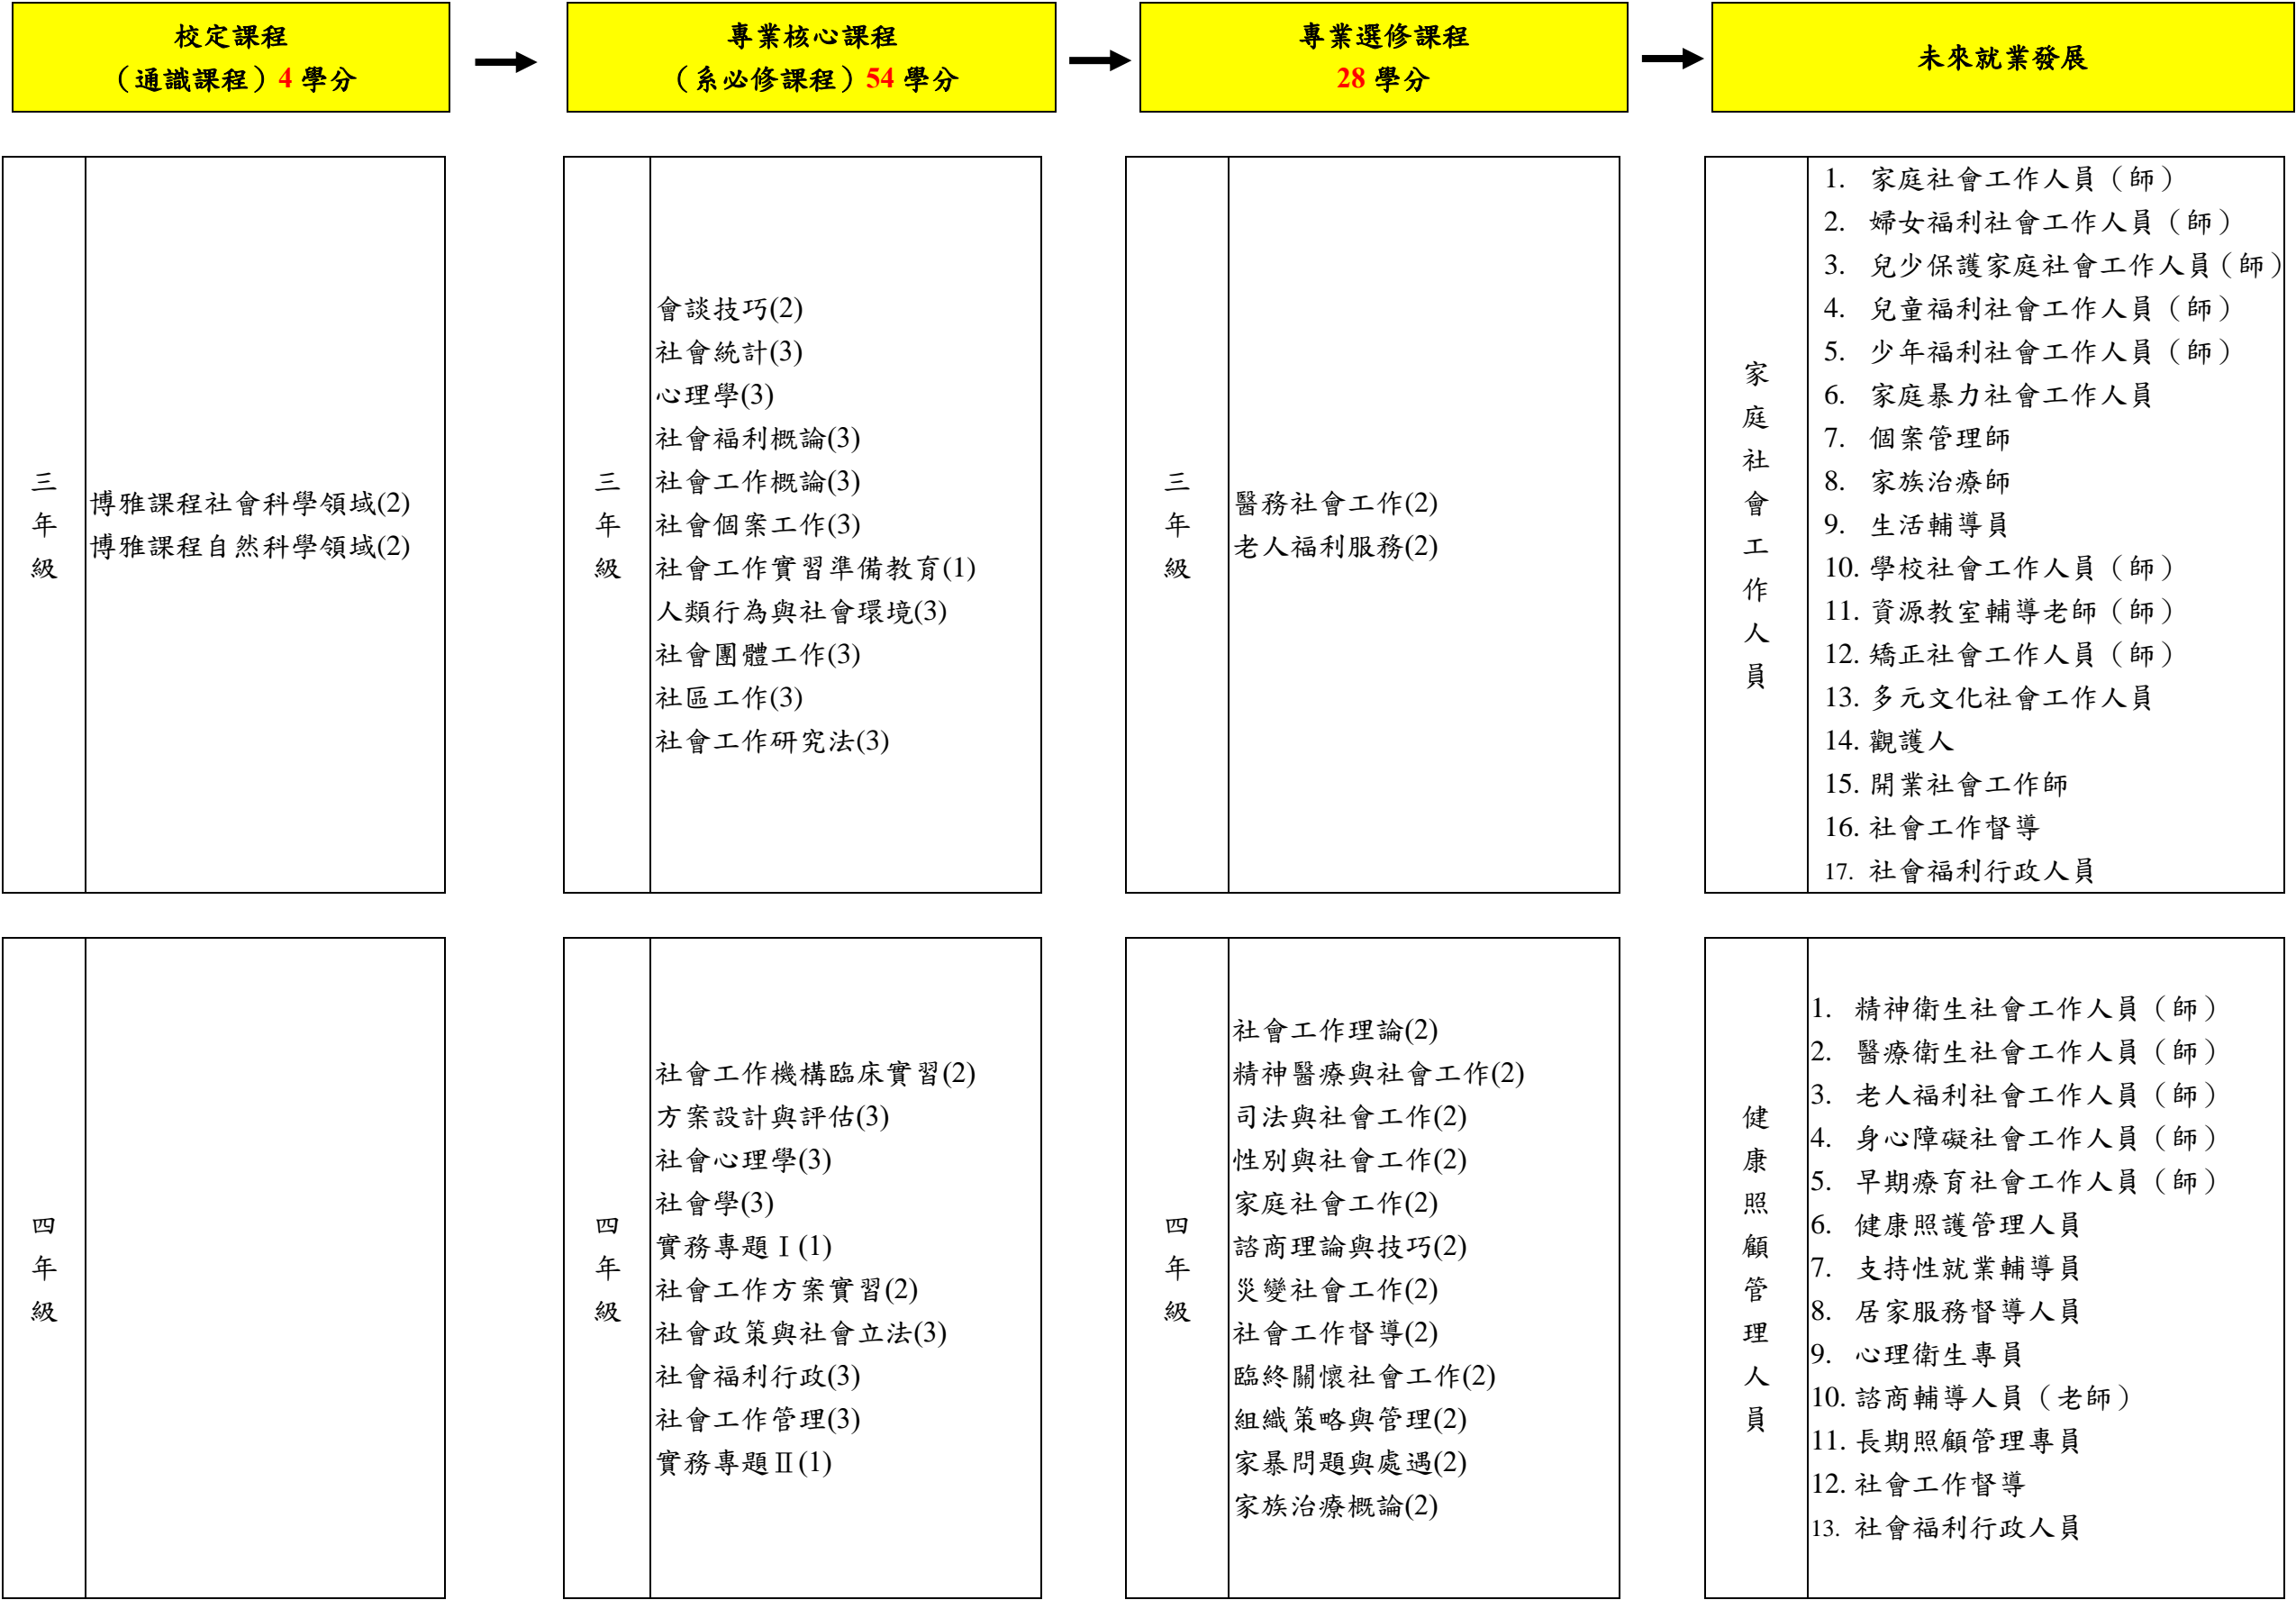 校定課程
（通識課程）4 學分
專業核心課程
（系必修課程）54 學分
專業選修課程
28 學分
未來就業發展
三年級
博雅課程社會科學領域(2)
博雅課程自然科學領域(2)
三年級
會談技巧(2)
社會統計(3)
心理學(3)
社會福利概論(3)
社會工作概論(3)
社會個案工作(3)
社會工作實習準備教育(1)
人類行為與社會環境(3)
社會團體工作(3)
社區工作(3)
社會工作研究法(3)
三年級
醫務社會工作(2)
老人福利服務(2)
家庭社會工作人員
1. 家庭社會工作人員（師）
2. 婦女福利社會工作人員（師）
3. 兒少保護家庭社會工作人員（師）
4. 兒童福利社會工作人員（師）
5. 少年福利社會工作人員（師）
6. 家庭暴力社會工作人員
7. 個案管理師
8. 家族治療師
9. 生活輔導員
10. 學校社會工作人員（師）
11. 資源教室輔導老師（師）
12. 矯正社會工作人員（師）
13. 多元文化社會工作人員
14. 觀護人
15. 開業社會工作師
16. 社會工作督導
17. 社會福利行政人員
四年級
四年級
社會工作機構臨床實習(2)
方案設計與評估(3)
社會心理學(3)
社會學(3)
實務專題Ⅰ(1)
社會工作方案實習(2)
社會政策與社會立法(3)
社會福利行政(3)
社會工作管理(3)
實務專題Ⅱ(1)
四年級
社會工作理論(2)
精神醫療與社會工作(2)
司法與社會工作(2)
性別與社會工作(2)
家庭社會工作(2)
諮商理論與技巧(2)
災變社會工作(2)
社會工作督導(2)
臨終關懷社會工作(2)
組織策略與管理(2)
家暴問題與處遇(2)
家族治療概論(2)
健康照顧管理人員
1. 精神衛生社會工作人員（師）
2. 醫療衛生社會工作人員（師）
3. 老人福利社會工作人員（師）
4. 身心障礙社會工作人員（師）
5. 早期療育社會工作人員（師）
6. 健康照護管理人員
7. 支持性就業輔導員
8. 居家服務督導人員
9. 心理衛生專員
10. 諮商輔導人員（老師）
11. 長期照顧管理專員
12. 社會工作督導
13. 社會福利行政人員